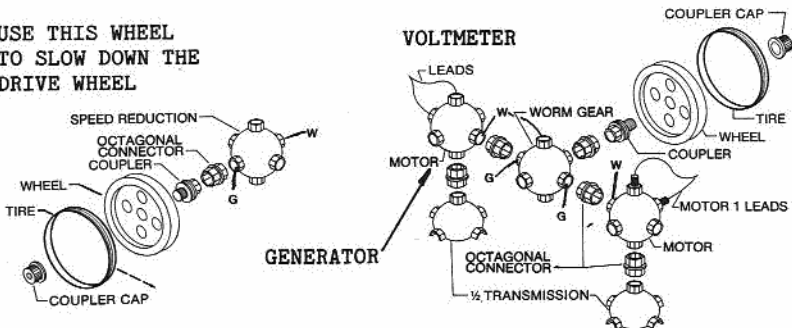 USE THIS WHEEL
TO SLOW DOWN THE
DRIVE WHEEL
SPEED REDUCTION
W
OCTAGONAL
CONNECTOR
COUPLER
WHEEL
G
TIRE
COUPLER CAP
VOLTMETER
LEADS
W
WORM GEAR
MOTOR
G
G
GENERATOR
OCTAGONAL
CONNECTOR
½ TRANSMISSION
COUPLER CAP
TIRE
WHEEL
COUPLER
W
MOTOR 1 LEADS
MOTOR